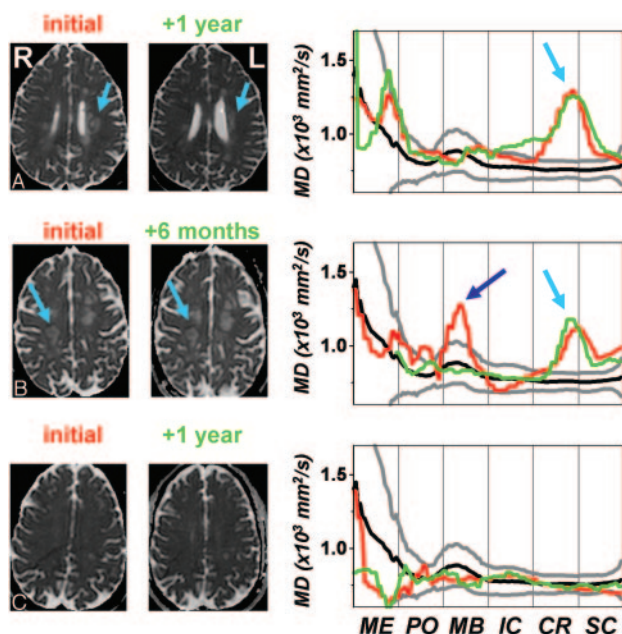 initial +1 year
R L
A
1.5
1.0
MD (x10³ mm²/s)
initial +6 months
B
1.5
1.0
MD (x10³ mm²/s)
initial +1 year
C
1.5
1.0
MD (x10³ mm²/s)
ME PO MB IC CR SC